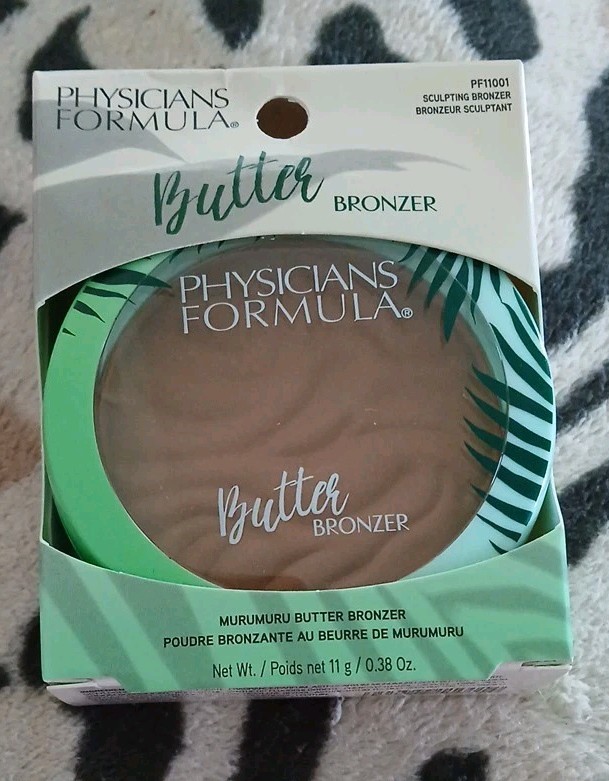 PHYSICIANS
FORMULA®
PF11001
SCULPTING BRONZER
BRONZEUR SCULPTANT
Butter BRONZER
PHYSICIANS
FORMULA®
Butter
BRONZER
MURUMURU BUTTER BRONZER
POUDRE BRONZANTE AU BEURRE DE MURUMURU
Net Wt. / Poids net 11 g / 0.38 Oz.